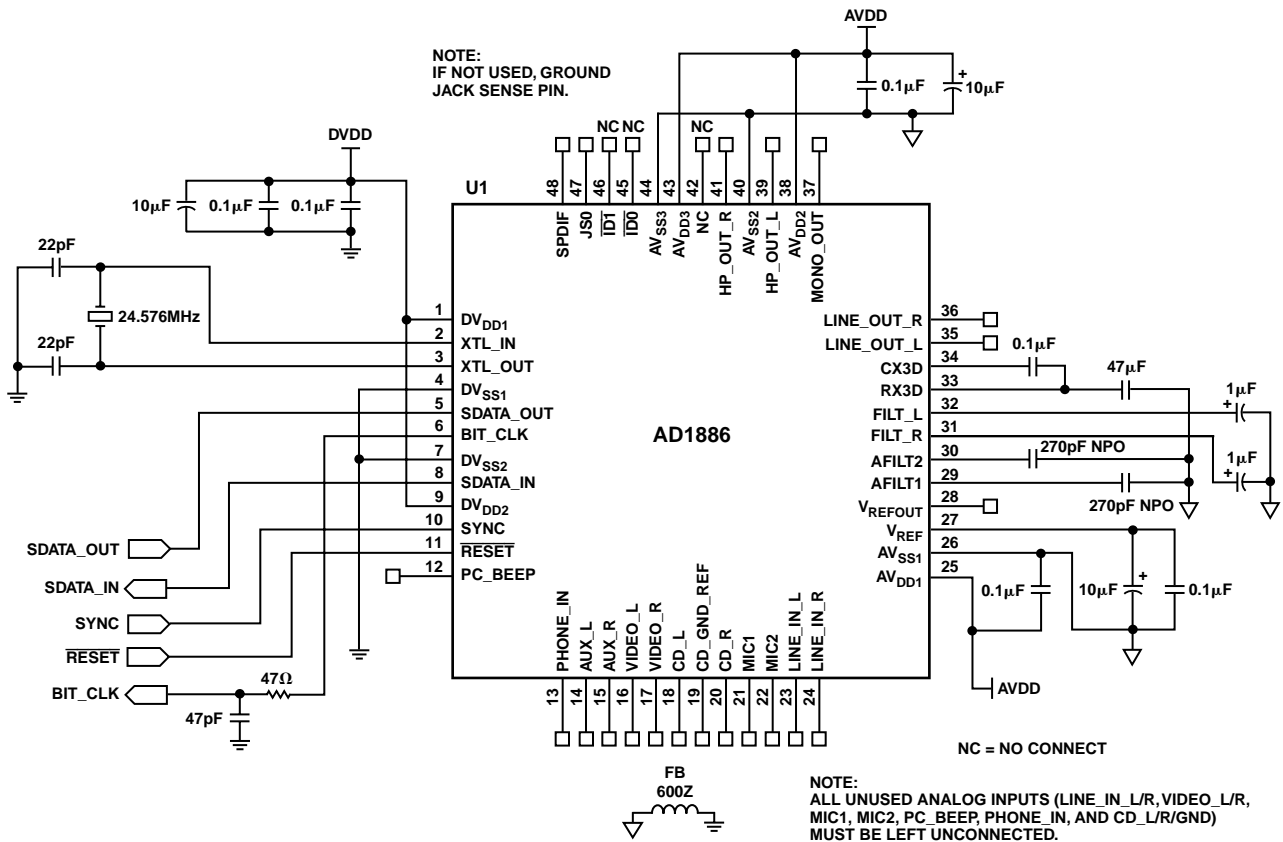 AVDD
NOTE:
IF NOT USED, GROUND
JACK SENSE PIN.
0.1μF
+
10μF
NC NC
NC
DVDD
10μF
0.1μF
0.1μF
U1
48
47
46
45
44
43
42
41
40
39
38
37
SPDIF
JS0
ID1
ID0
AVSS3
AVDD3
NC
HP_OUT_R
AVSS2
HP_OUT_L
AVDD2
MONO_OUT
22pF
24.576MHz
22pF
1 DVDD1
2 XTL_IN
3 XTL_OUT
4 DVSS1
5 SDATA_OUT
6 BIT_CLK
7 DVSS2
8 SDATA_IN
9 DVDD2
10 SYNC
11 RESET
12 PC_BEEP
AD1886
LINE_OUT_R 36
LINE_OUT_L 35
CX3D 34
RX3D 33
FILT_L 32
FILT_R 31
AFILT2 30
AFILT1 29
VREFOUT 28
VREF 27
AVSS1 26
AVDD1 25
0.1μF
47μF
1μF
+
270pF NPO
1μF
+
270pF NPO
0.1μF
10μF
+
0.1μF
AVDD
SDATA_OUT
SDATA_IN
SYNC
RESET
BIT_CLK
47Ω
47pF
PHONE_IN
AUX_L
AUX_R
VIDEO_L
VIDEO_R
CD_L
CD_GND_REF
CD_R
MIC1
MIC2
LINE_IN_L
LINE_IN_R
13
14
15
16
17
18
19
20
21
22
23
24
FB
600Z
NC = NO CONNECT
NOTE:
ALL UNUSED ANALOG INPUTS (LINE_IN_L/R, VIDEO_L/R,
MIC1, MIC2, PC_BEEP, PHONE_IN, AND CD_L/R/GND)
MUST BE LEFT UNCONNECTED.